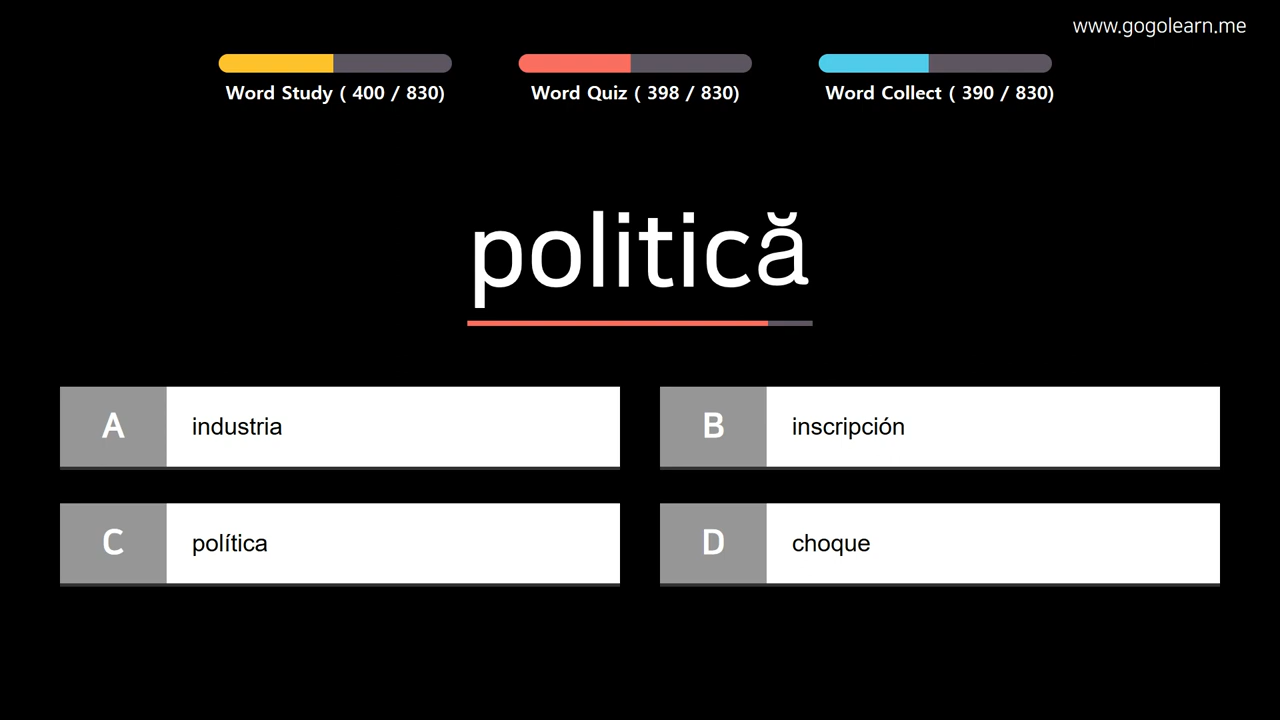 www.gogolearn.me
Word Study ( 400 / 830)
Word Quiz ( 398 / 830)
Word Collect ( 390 / 830)
politică
A industria
B inscripción
C política
D choque